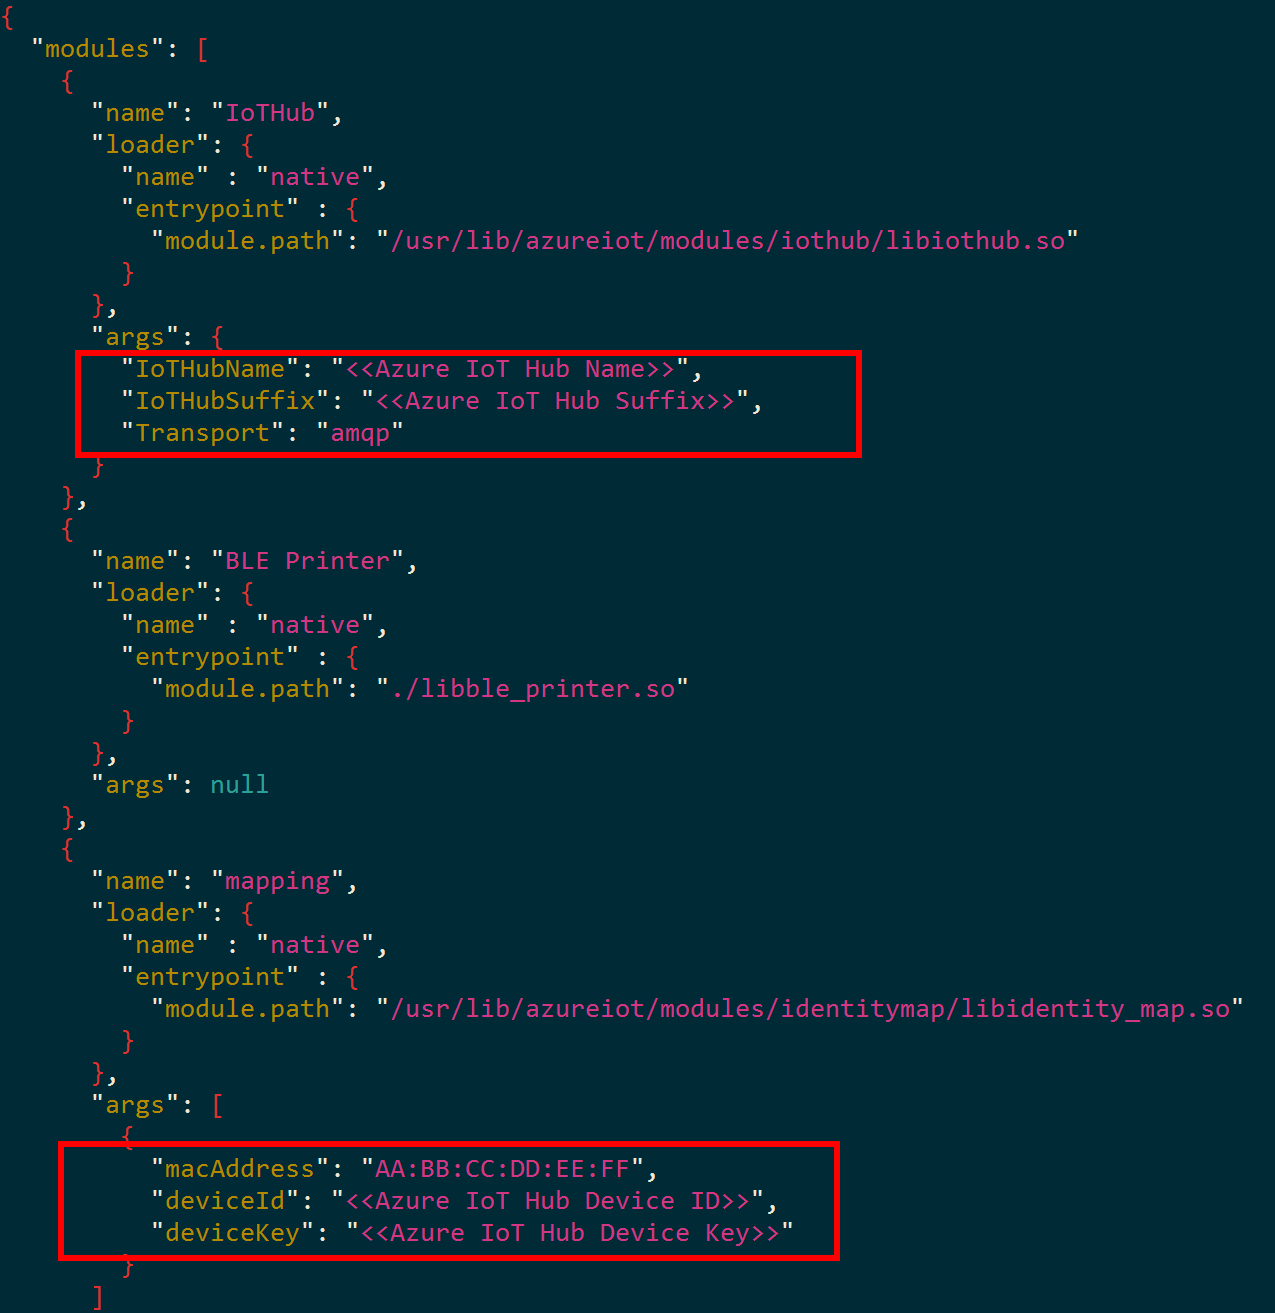 {
  "modules": [
    {
      "name": "IoTHub",
      "loader": {
        "name" : "native",
        "entrypoint" : {
          "module.path": "/usr/lib/azureiot/modules/iothub/libiothub.so"
        }
      },
      "args": {
        "IoTHubName": "<<Azure IoT Hub Name>>",
        "IoTHubSuffix": "<<Azure IoT Hub Suffix>>",
        "Transport": "amqp"
      }
    },
    {
      "name": "BLE Printer",
      "loader": {
        "name" : "native",
        "entrypoint" : {
          "module.path": "./libble_printer.so"
        }
      },
      "args": null
    },
    {
      "name": "mapping",
      "loader": {
        "name" : "native",
        "entrypoint" : {
          "module.path": "/usr/lib/azureiot/modules/identitymap/libidentity_map.so"
        }
      },
      "args": [
        {
          "macAddress": "AA:BB:CC:DD:EE:FF",
          "deviceId": "<<Azure IoT Hub Device ID>>",
          "deviceKey": "<<Azure IoT Hub Device Key>>"
        }
      ]